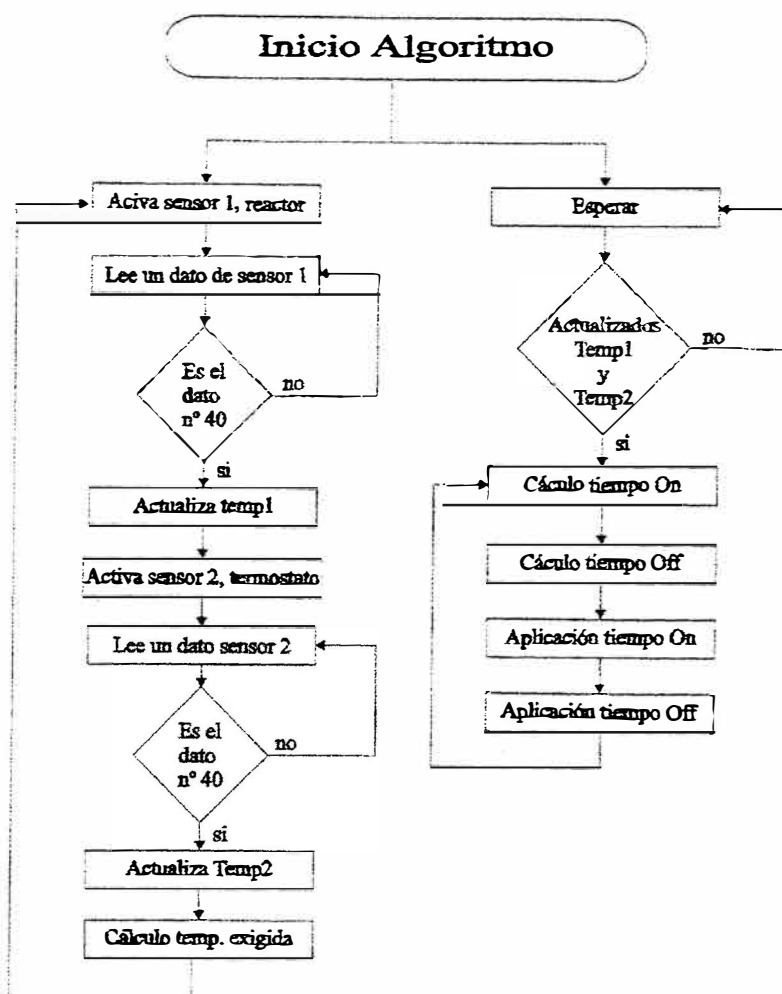 Inicio Algoritmo
Aciva sensor 1, reactor
Lee un dato de sensor 1
Es el
dato
nº 40
no
si
Actualiza temp1
Activa sensor 2, termostato
Lee un dato sensor 2
Es el
dato
nº 40
no
si
Actualiza Temp2
Cálculo temp. exigida
Esperar
Actualizados
Temp1
y
Temp2
no
si
Cáculo tiempo On
Cáculo tiempo Off
Aplicación tiempo On
Aplicación tiempo Off